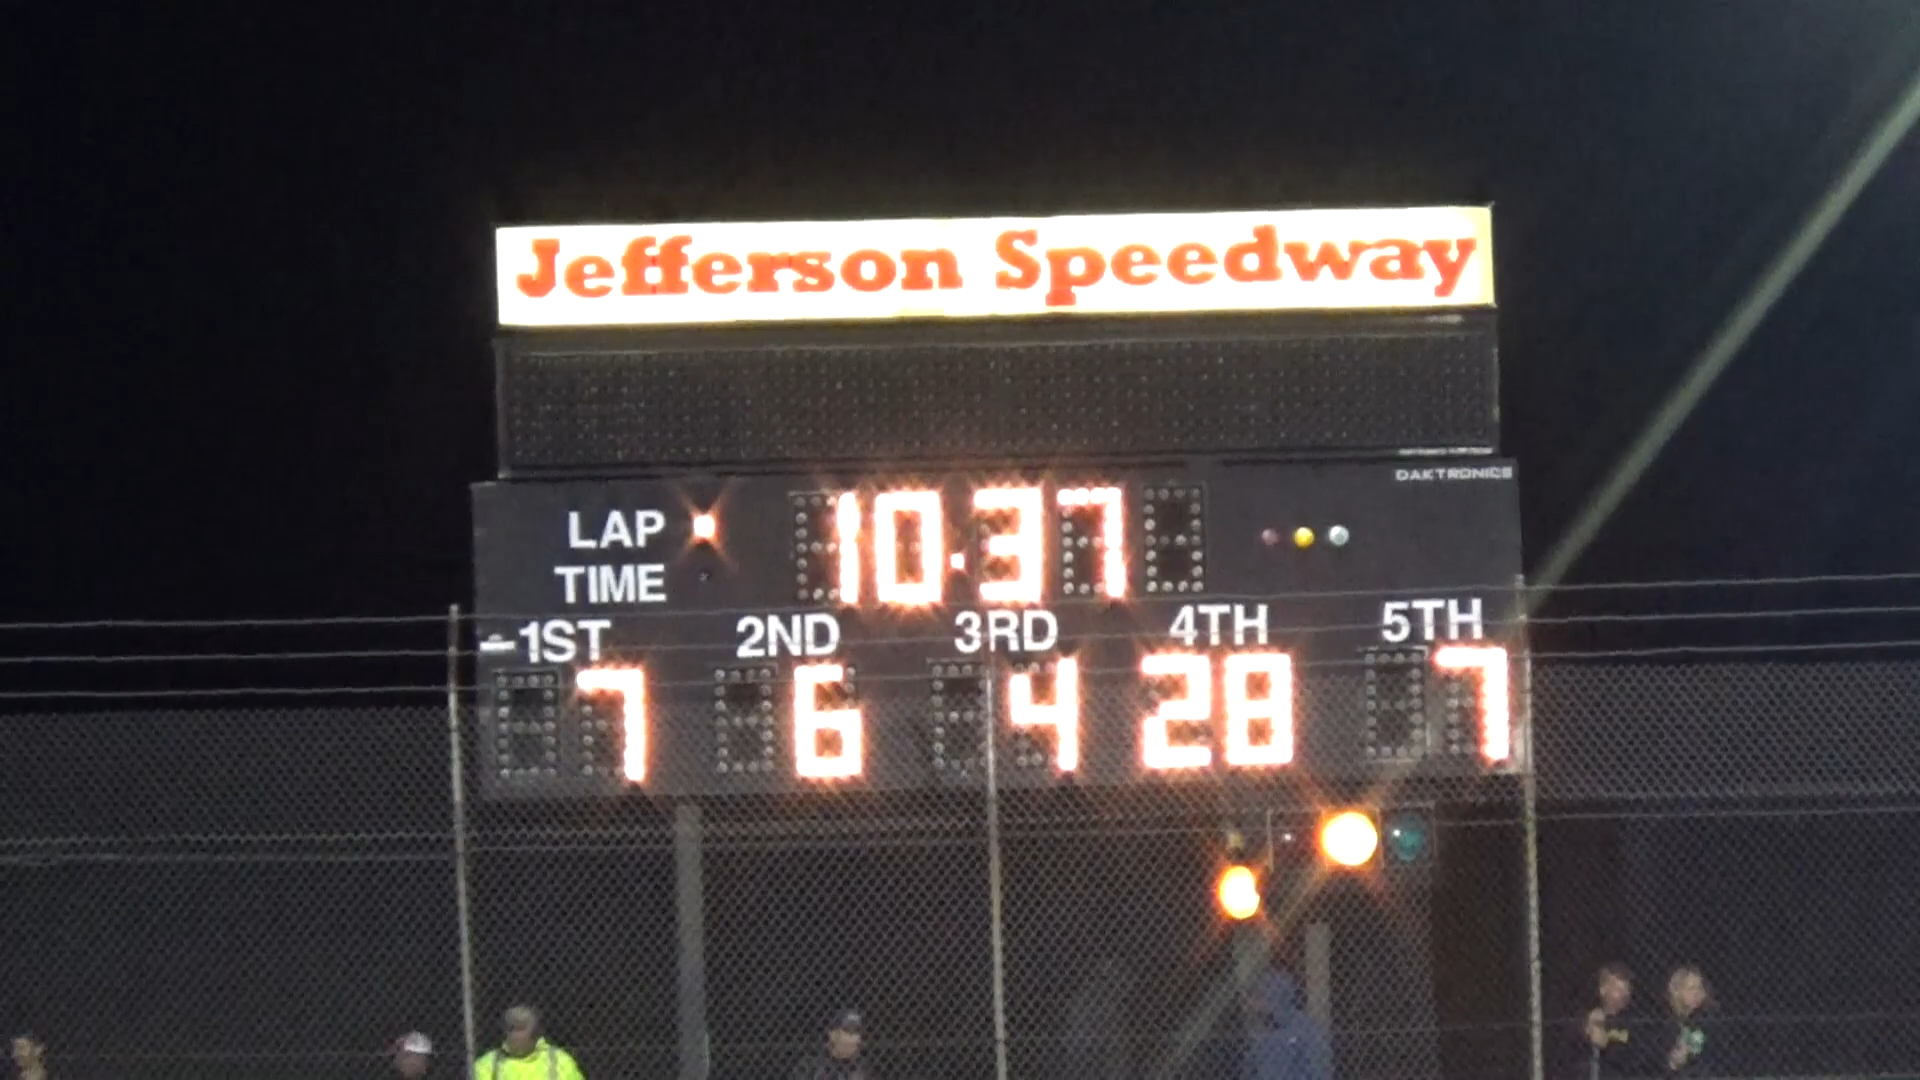 Jefferson Speedway
DAKTRONICS
LAP 10.37
TIME
1ST 2ND 3RD 4TH 5TH
7 6 4 28 7